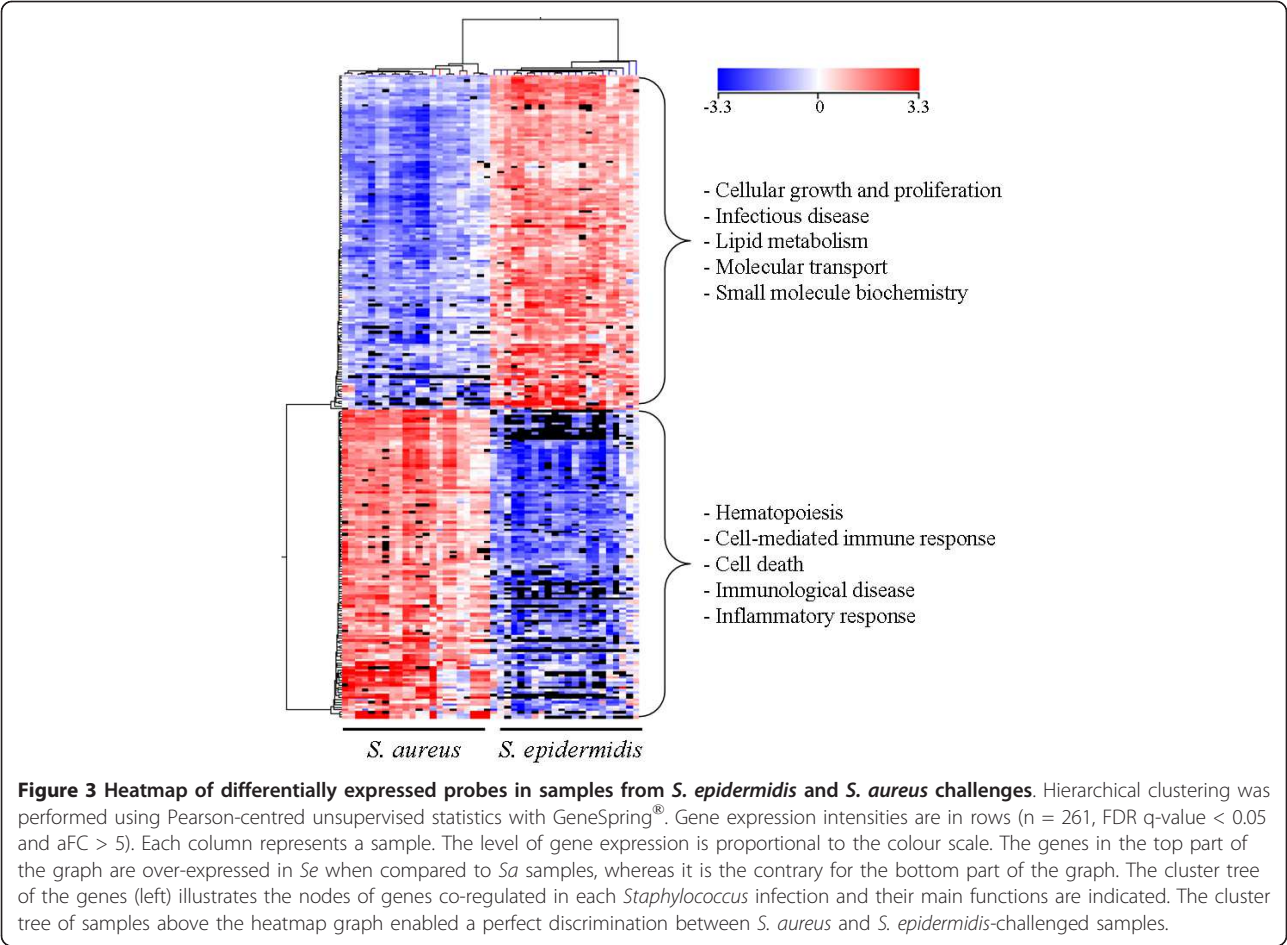 -3.3 0 3.3
- Cellular growth and proliferation
- Infectious disease
- Lipid metabolism
- Molecular transport
- Small molecule biochemistry
- Hematopoiesis
- Cell-mediated immune response
- Cell death
- Immunological disease
- Inflammatory response
S. aureus S. epidermidis
Figure 3 Heatmap of differentially expressed probes in samples from S. epidermidis and S. aureus challenges. Hierarchical clustering was
performed using Pearson-centred unsupervised statistics with GeneSpring®. Gene expression intensities are in rows (n = 261, FDR q-value < 0.05
and aFC > 5). Each column represents a sample. The level of gene expression is proportional to the colour scale. The genes in the top part of
the graph are over-expressed in Se when compared to Sa samples, whereas it is the contrary for the bottom part of the graph. The cluster tree
of the genes (left) illustrates the nodes of genes co-regulated in each Staphylococcus infection and their main functions are indicated. The cluster
tree of samples above the heatmap graph enabled a perfect discrimination between S. aureus and S. epidermidis-challenged samples.